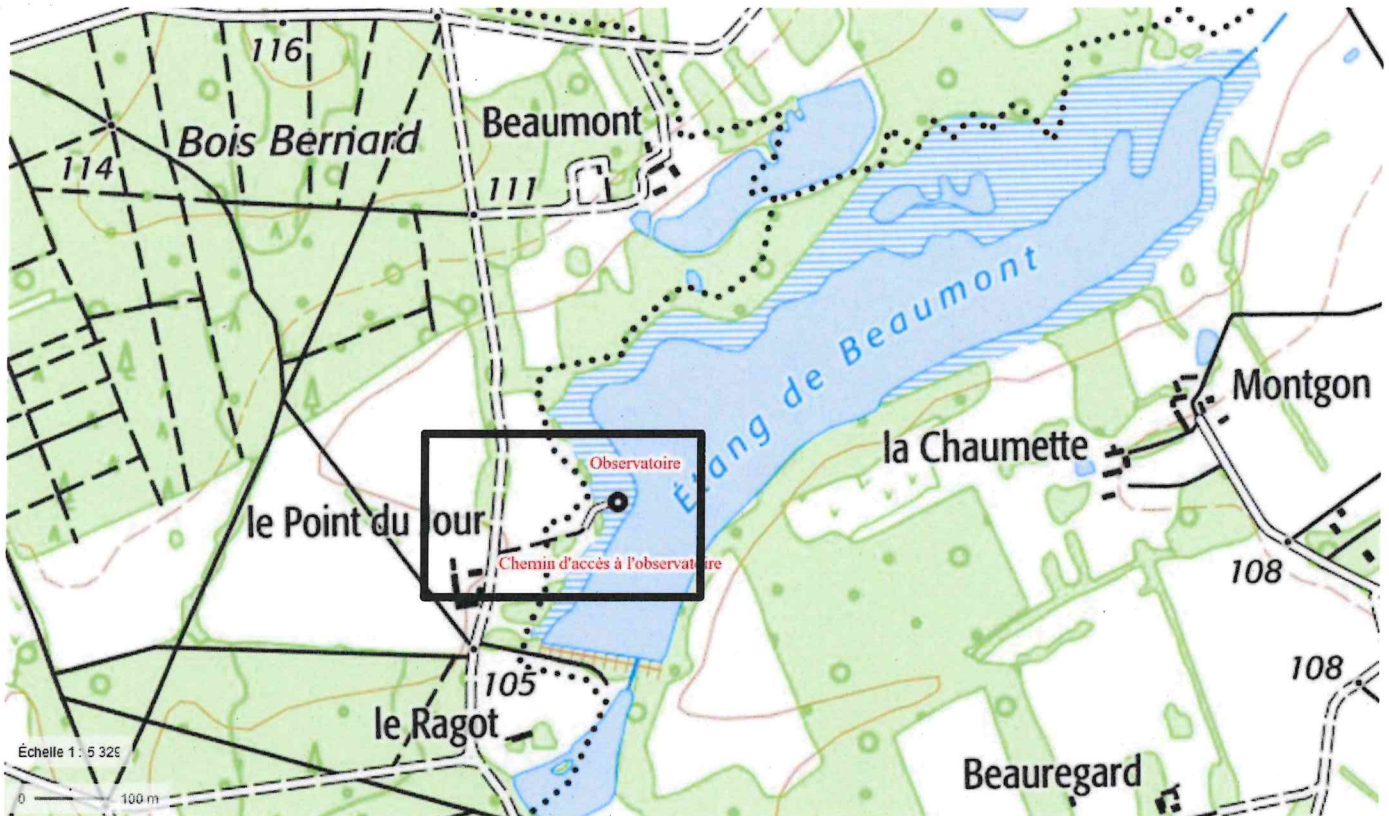 116
Bois Bernard
Beaumont
114
111
Étang de Beaumont
Montgon
la Chaumette
Observatoire
le Point du Jour
Chemin d'accès à l'observatoire
108
105
108
le Ragot
Échelle 1 : 5 329
0 100 m
Beauregard